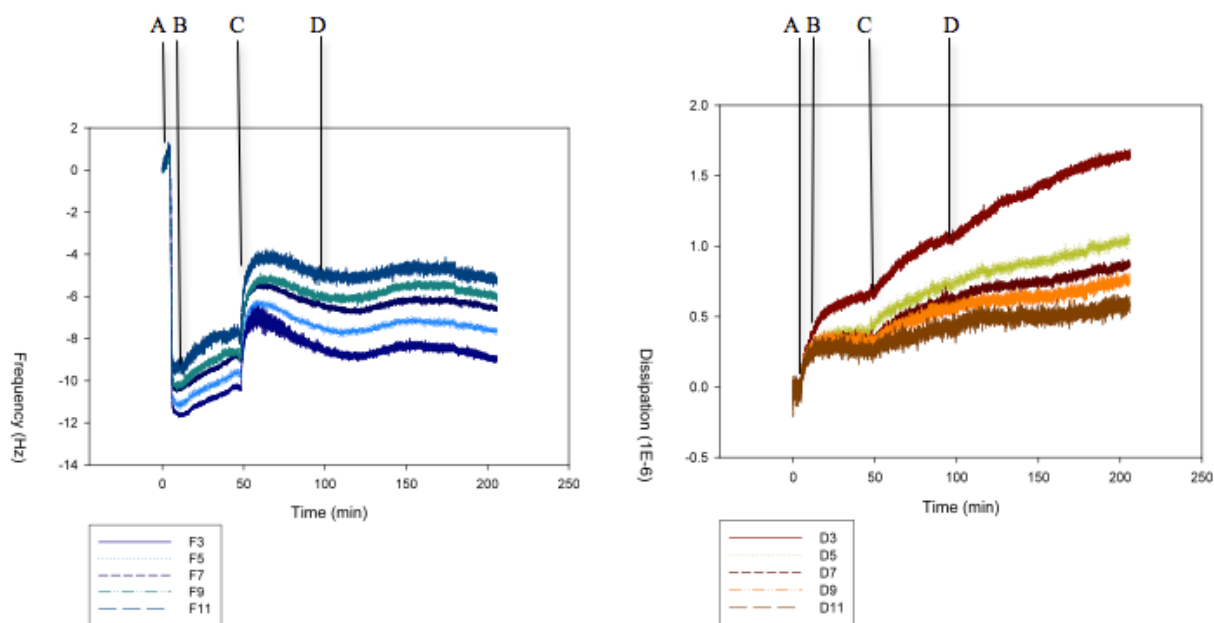 A B C D
2
0
-2
-4
-6
-8
-10
-12
-14
Frequency (Hz)
0 50 100 150 200 250
Time (min)
F3
F5
F7
F9
F11
A B C D
2.0
1.5
1.0
0.5
0.0
-0.5
Dissipation (1E-6)
0 50 100 150 200 250
Time (min)
D3
D5
D7
D9
D11